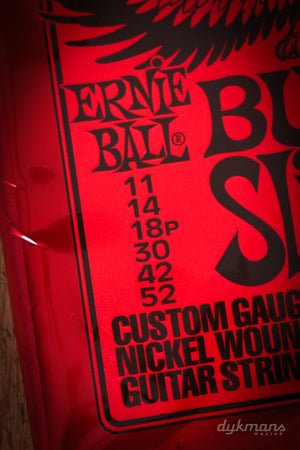 ERNIE
BALL®
BU
SL
11
14
18P
30
42
52
CUSTOM GAUG
NICKEL WOUN
GUITAR STRIN
dykmans
muziek